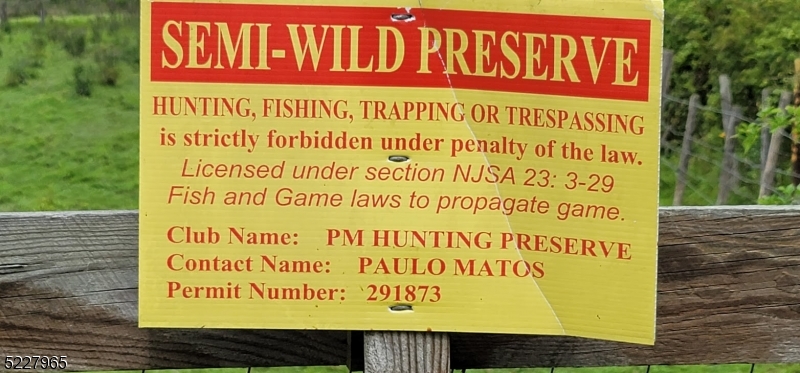 SEMI-WILD PRESERVE
HUNTING, FISHING, TRAPPING OR TRESPASSING
is strictly forbidden under penalty of the law.
Licensed under section NJSA 23: 3-29
Fish and Game laws to propagate game.
Club Name: PM HUNTING PRESERVE
Contact Name: PAULO MATOS
Permit Number: 291873
5227965